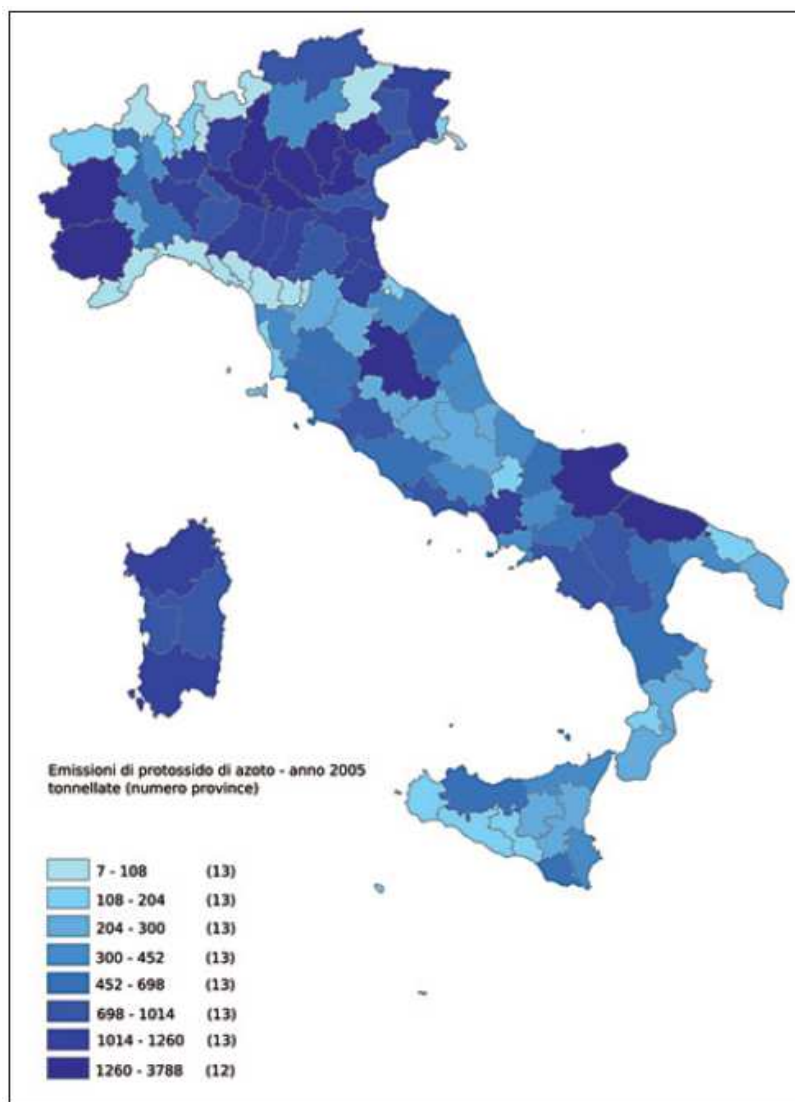 Emissioni di protossido di azoto - anno 2005
tonnellate (numero province)
7 - 108 (13)
108 - 204 (13)
204 - 300 (13)
300 - 452 (13)
452 - 698 (13)
698 - 1014 (13)
1014 - 1260 (13)
1260 - 3788 (12)